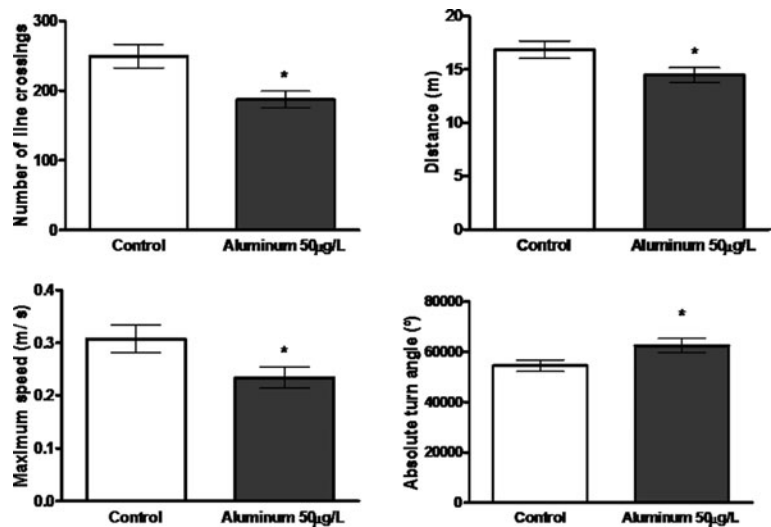 Number of line crossings
300
200
100
0
*
Control
Aluminum 50µg/L
Distance (m)
20
15
10
5
0
*
Control
Aluminum 50µg/L
Maximum speed (m/ s)
0.4
0.3
0.2
0.1
0.0
*
Control
Aluminum 50µg/L
Absolute turn angle (º)
80000
60000
40000
20000
0
*
Control
Aluminum 50µg/L